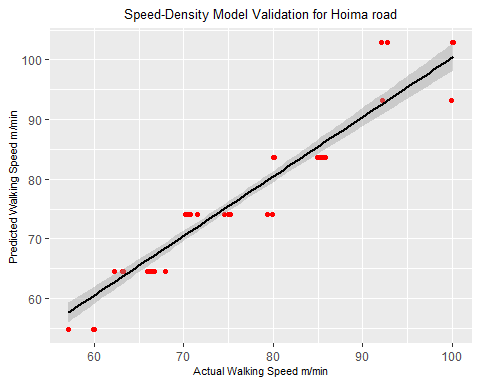 Speed-Density Model Validation for Hoima road
Predicted Walking Speed m/min
100
90
80
70
60
60 70 80 90 100
Actual Walking Speed m/min